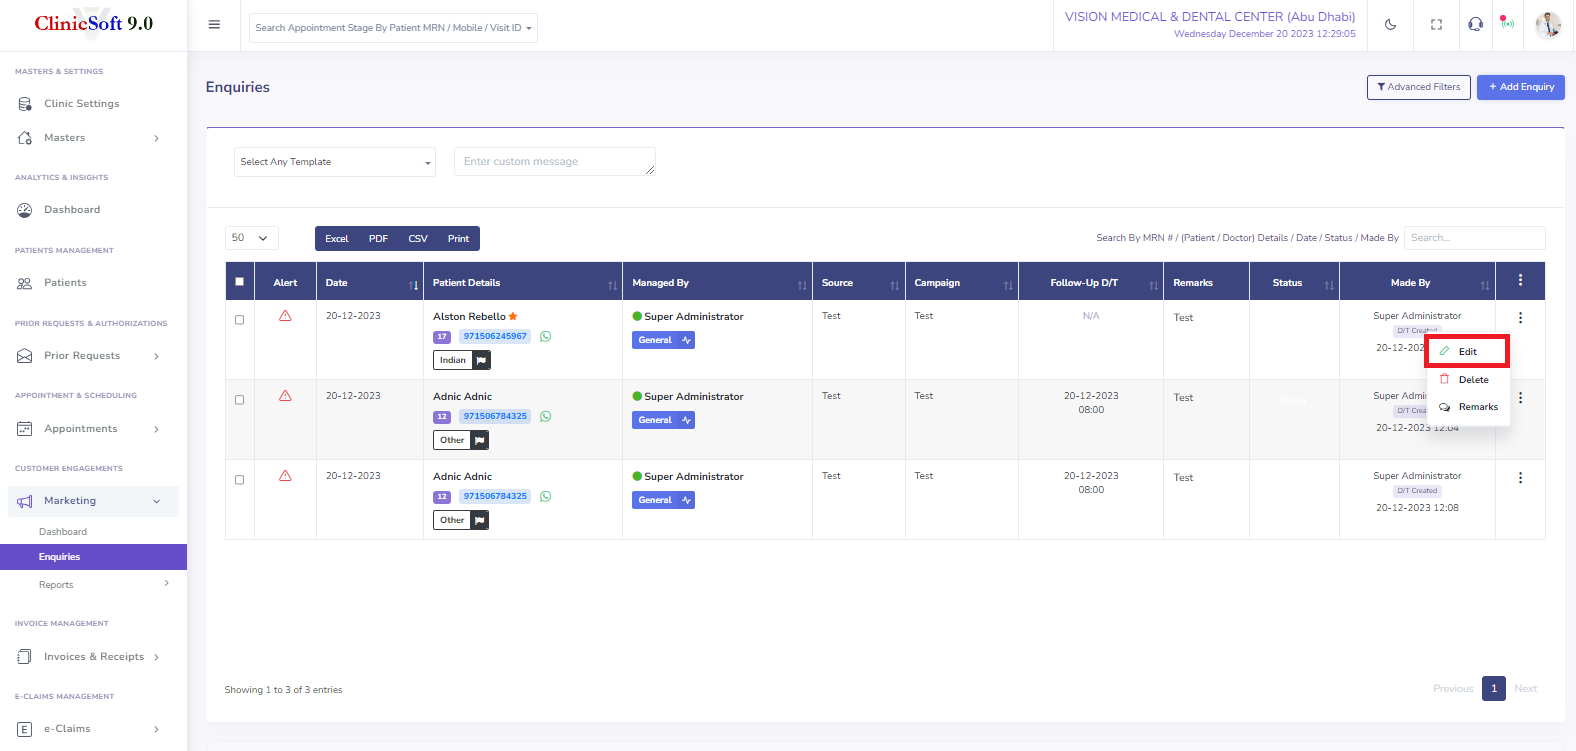 ClinicSoft 9.0
Search Appointment Stage By Patient MRN / Mobile / Visit ID
VISION MEDICAL & DENTAL CENTER (Abu Dhabi)
Wednesday December 20 2023 12:29:05
MASTERS & SETTINGS
Clinic Settings
Masters
ANALYTICS & INSIGHTS
Dashboard
PATIENTS MANAGEMENT
Patients
PRIOR REQUESTS & AUTHORIZATIONS
Prior Requests
APPOINTMENT & SCHEDULING
Appointments
CUSTOMER ENGAGEMENTS
Marketing
Dashboard
Enquiries
Reports
INVOICE MANAGEMENT
Invoices & Receipts
E-CLAIMS MANAGEMENT
E e-Claims
Enquiries
Advanced Filters
+ Add Enquiry
Select Any Template
Enter custom message
50
Excel PDF CSV Print
Search By MRN # / (Patient / Doctor) Details / Date / Status / Made By
Search...
Alert Date Patient Details Managed By Source Campaign Follow-Up D/T Remarks Status Made By
20-12-2023 Alston Rebello Super Administrator Test Test N/A Test Super Administrator
17 971506245967 General D/T Created
Indian 20-12-202
Edit
Delete
Remarks
20-12-2023 Adnic Adnic Super Administrator Test Test 20-12-2023 Test Super Admi
12 971506784325 General 08:00 D/T Crea
Other 20-12-2023 12:04
20-12-2023 Adnic Adnic Super Administrator Test Test 20-12-2023 Test Super Administrator
12 971506784325 General 08:00 D/T Created
Other 20-12-2023 12:08
Showing 1 to 3 of 3 entries
Previous 1 Next